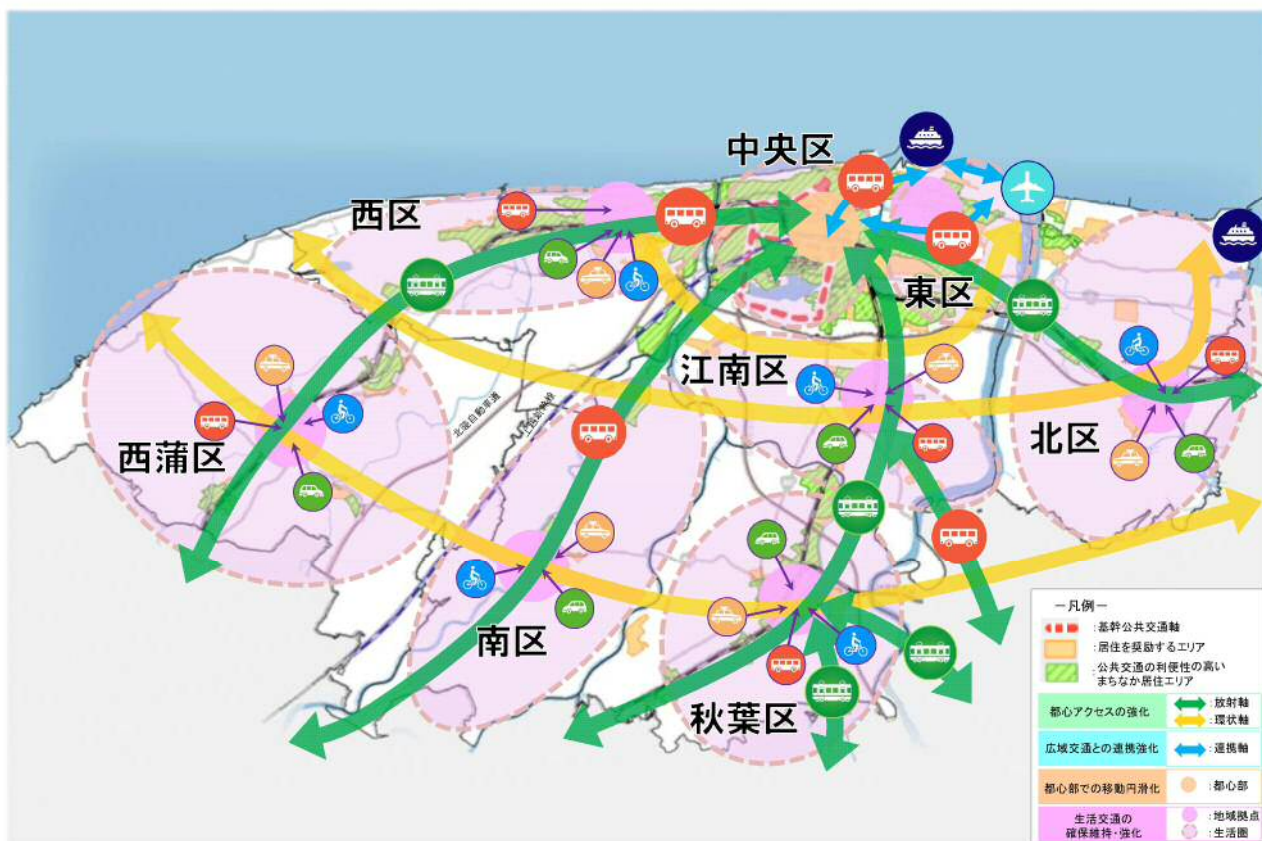 中央区
西区
東区
江南区
北区
西蒲区
北陸自動車道
上越新幹線
南区
秋葉区
－凡例－
:基幹公共交通軸
:居住を奨励するエリア
:公共交通の利便性の高い
まちなか居住エリア
都心アクセスの強化
:放射軸
:環状軸
広域交通との連携強化
:連携軸
都心部での移動円滑化
:都心部
生活交通の
確保維持・強化
:地域拠点
:生活圏